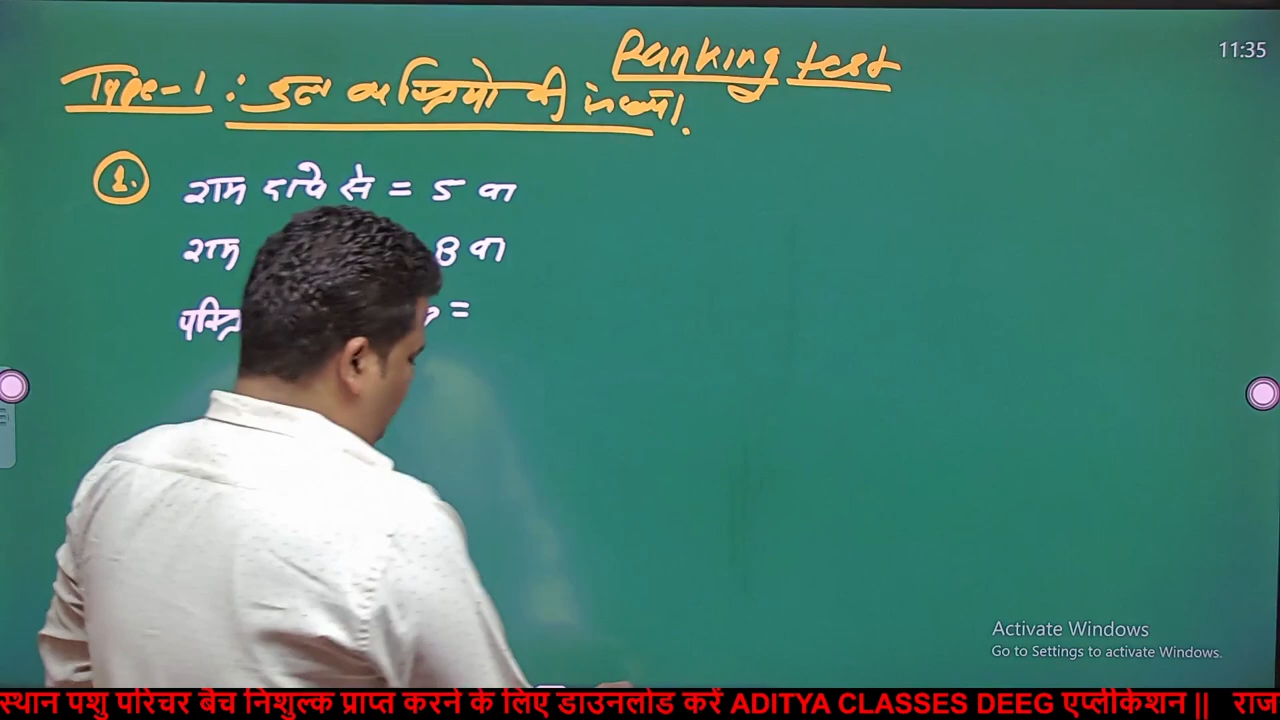 Ranking test
11:35
Type-1 : कुल व्यक्तियो की संख्या।
1. राम दाये से = 5 वा
राम 8 वा
पंक्ति =
Activate Windows
Go to Settings to activate Windows.
स्थान पशु परिचर बैच निशुल्क प्राप्त करने के लिए डाउनलोड करें ADITYA CLASSES DEEG एप्लीकेशन || राज